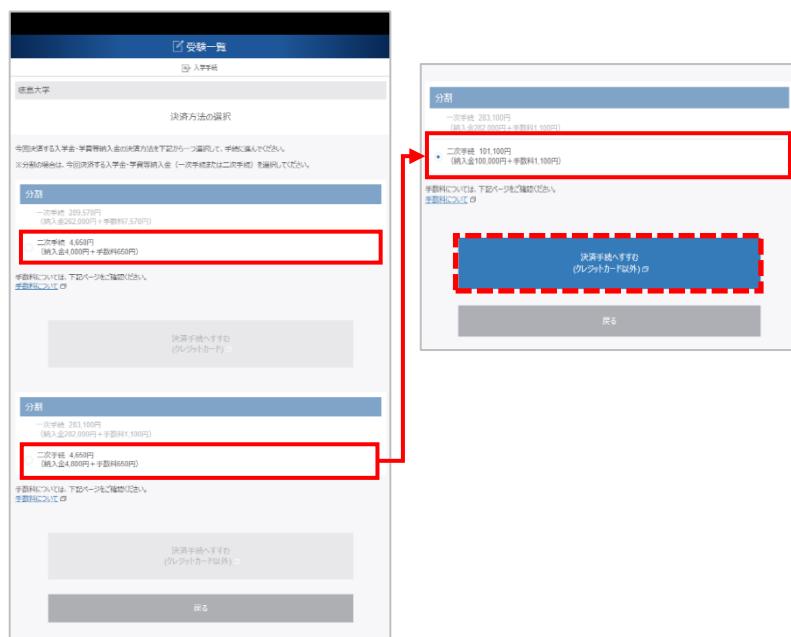 受験一覧
入学手続
徳島大学
決済方法の選択
今回決済する入学金・学費等納入金の決済方法を下記から一つ選択して、手続に進んでください。
※分割の場合は、今回決済する入学金・学費等納入金（一次手続または二次手続）を選択してください。
分割
一次手続 289,570円
（納入金282,000円＋手数料7,570円）
二次手続 4,650円
（納入金4,000円＋手数料650円）
手数料については、下記ページをご確認ください。
手数料について
決済手続へすすむ
(クレジットカード)
分割
一次手続 283,100円
（納入金282,000円＋手数料1,100円）
二次手続 4,650円
（納入金4,000円＋手数料650円）
手数料については、下記ページをご確認ください。
手数料について
決済手続へすすむ
(クレジットカード以外)
戻る
分割
一次手続 283,100円
（納入金282,000円＋手数料1,100円）
二次手続 101,100円
（納入金100,000円＋手数料1,100円）
手数料については、下記ページをご確認ください。
手数料について
決済手続へすすむ
(クレジットカード以外)
戻る